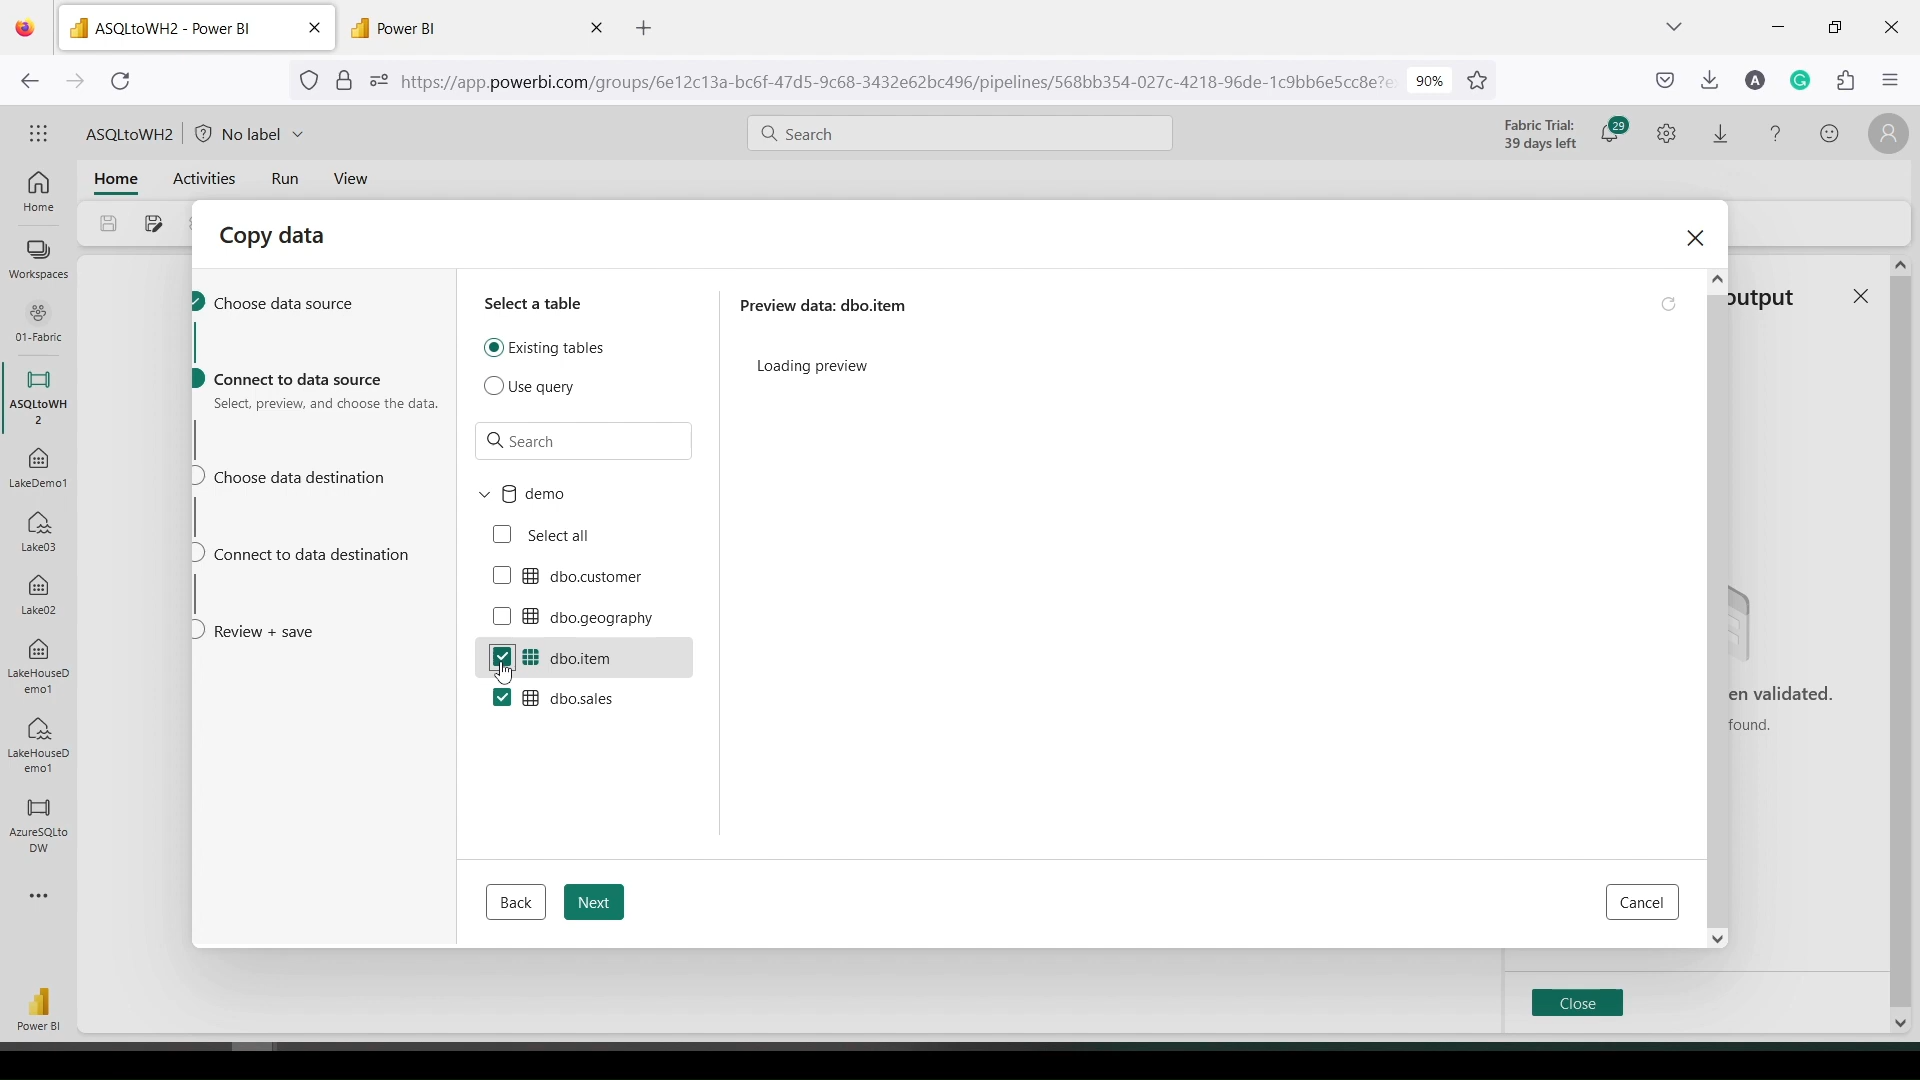 ASQLtoWH2 - Power BI
Power BI
https://app.powerbi.com/groups/6e12c13a-bc6f-47d5-9c68-3432e62bc496/pipelines/568bb354-027c-4218-96de-1c9bb6e5cc8e?e
90%
A
ASQLtoWH2
No label
Search
Fabric Trial:
39 days left
29
?
Home
Activities
Run
View
Home
Workspaces
01-Fabric
ASQLtoWH
2
LakeDemo1
Lake03
Lake02
LakeHouseD
emo1
LakeHouseD
emo1
AzureSQLto
DW
Power BI
Copy data
Choose data source
Connect to data source
Select, preview, and choose the data.
Choose data destination
Connect to data destination
Review + save
Select a table
Existing tables
Use query
Search
demo
Select all
dbo.customer
dbo.geography
dbo.item
dbo.sales
Preview data: dbo.item
Loading preview
Back
Next
Cancel
output
en validated.
found.
Close